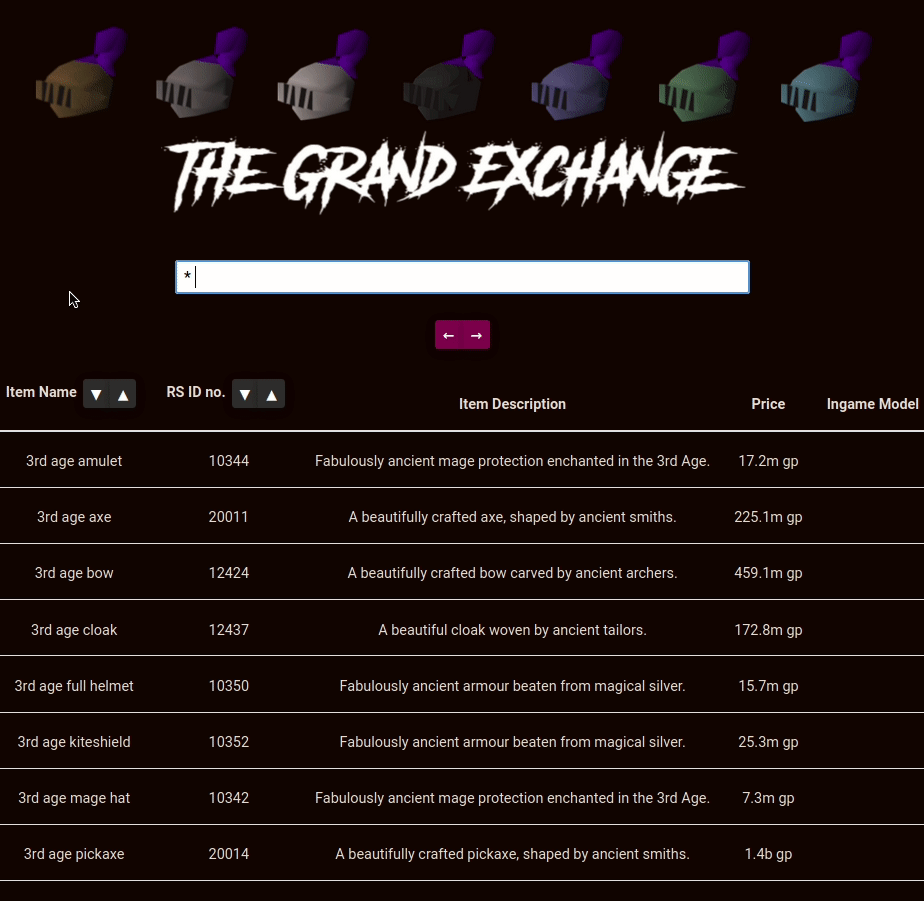 THE GRAND EXCHANGE
*
← →
Item Name ▼ ▲ RS ID no. ▼ ▲ Item Description Price Ingame Model
3rd age amulet 10344 Fabulously ancient mage protection enchanted in the 3rd Age. 17.2m gp
3rd age axe 20011 A beautifully crafted axe, shaped by ancient smiths. 225.1m gp
3rd age bow 12424 A beautifully crafted bow carved by ancient archers. 459.1m gp
3rd age cloak 12437 A beautiful cloak woven by ancient tailors. 172.8m gp
3rd age full helmet 10350 Fabulously ancient armour beaten from magical silver. 15.7m gp
3rd age kiteshield 10352 Fabulously ancient armour beaten from magical silver. 25.3m gp
3rd age mage hat 10342 Fabulously ancient mage protection enchanted in the 3rd Age. 7.3m gp
3rd age pickaxe 20014 A beautifully crafted pickaxe, shaped by ancient smiths. 1.4b gp